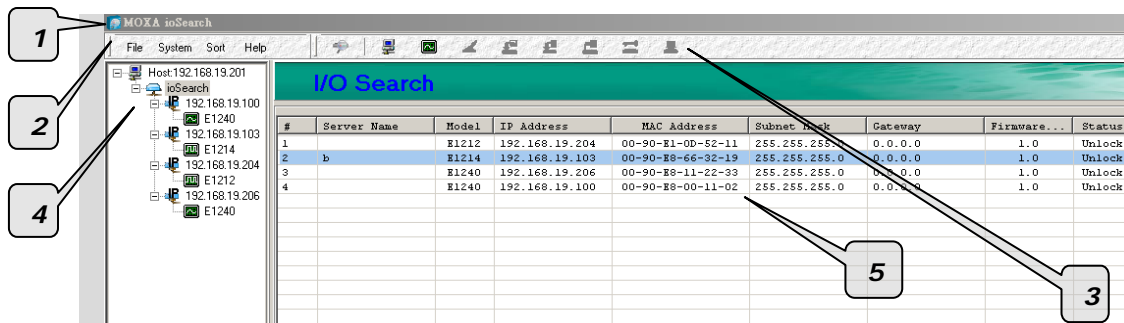 MOXA ioSearch
1
File System Sort Help
2
3
4
Host:192.168.19.201
ioSearch
192.168.19.100
E1240
192.168.19.103
E1214
192.168.19.204
E1212
192.168.19.206
E1240
I/O Search
# Server Name Model IP Address MAC Address Subnet Mask Gateway Firmware... Status
1 E1212 192.168.19.204 00-90-E1-0D-52-11 255.255.255.0 0.0.0.0 1.0 Unlock
2 b E1214 192.168.19.103 00-90-E8-66-32-19 255.255.255.0 0.0.0.0 1.0 Unlock
3 E1240 192.168.19.206 00-90-E8-11-22-33 255.255.255.0 0.0.0.0 1.0 Unlock
4 E1240 192.168.19.100 00-90-E8-00-11-02 255.255.255.0 0.0.0.0 1.0 Unlock
5